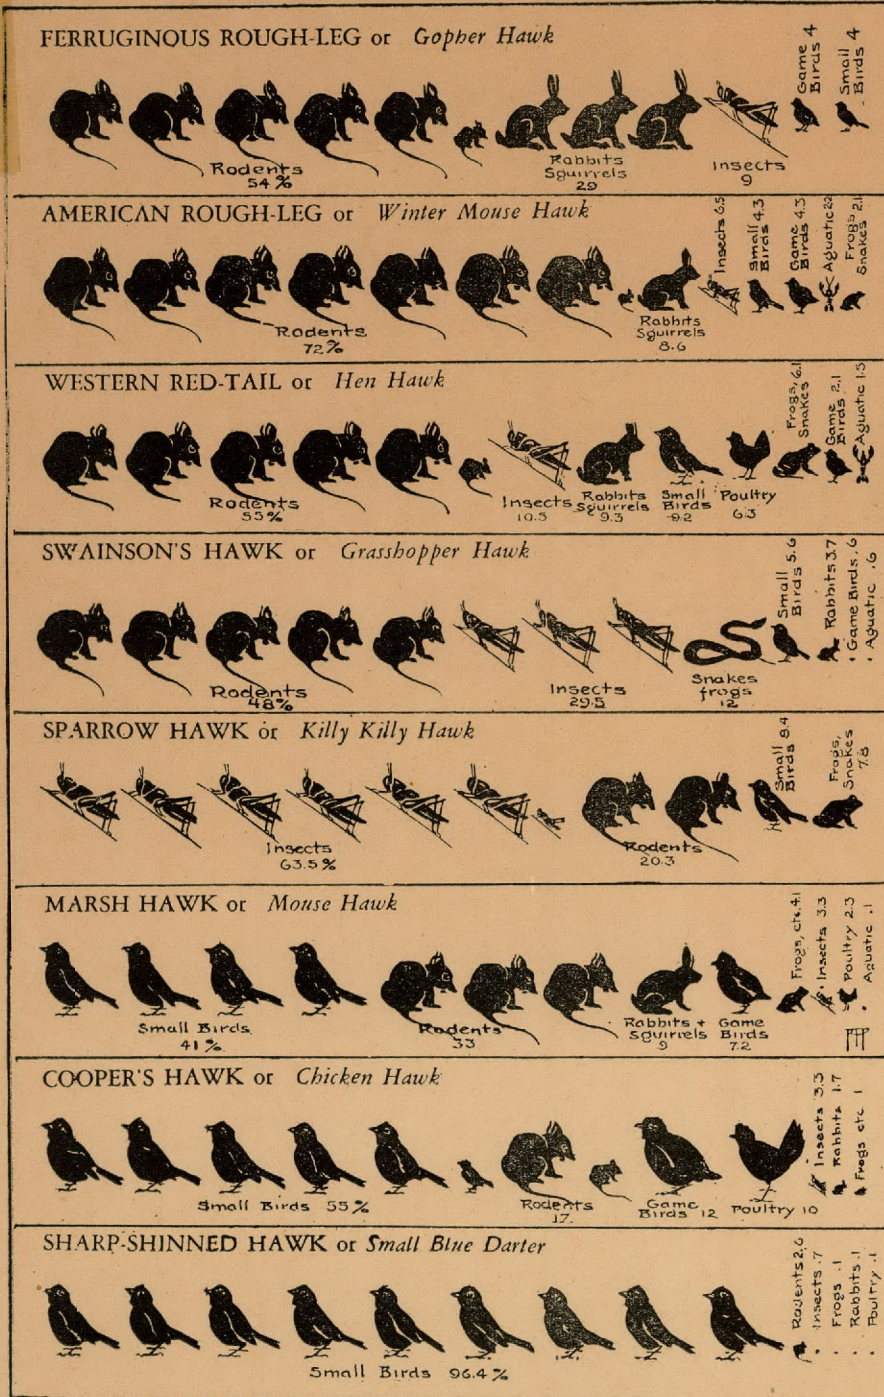 FERRUGINOUS ROUGH-LEG or Gopher Hawk
Rodents
54%
Rabbits
Squirrels
29
Insects
9
Game
Birds 4
Small
Birds 4
AMERICAN ROUGH-LEG or Winter Mouse Hawk
Rodents
72%
Rabbits
Squirrels
8.6
Insects 6.5
Small 4.3
Birds
Game 4.3
Birds
Aquatic 2.2
Frogs, 2.1
Snakes
WESTERN RED-TAIL or Hen Hawk
Rodents
55%
Insects
10.5
Rabbits
Squirrels
9.3
Small
Birds
9.2
Poultry
6.3
Frogs, 6.1
Snakes
Game
Birds 2.1
Aquatic 1.5
SWAINSON'S HAWK or Grasshopper Hawk
Rodents
48%
Insects
29.5
Snakes
frogs
12
Small
Birds 5.6
Rabbits 3.7
Game Birds .6
Aquatic .6
SPARROW HAWK or Killy Killy Hawk
Insects
63.5%
Rodents
20.3
Small
Birds 8.4
Frogs,
Snakes
7.8
MARSH HAWK or Mouse Hawk
Small Birds
41%
Rodents
33
Rabbits +
Squirrels
9
Game
Birds
7.2
Frogs, etc. 4.1
Insects 3.3
Poultry 2.3
Aquatic .1
COOPER'S HAWK or Chicken Hawk
Small Birds 55%
Rodents
17.
Game
Birds 12
Poultry 10
Insects 3.3
Rabbits 1.7
Frogs etc 1
SHARP-SHINNED HAWK or Small Blue Darter
Small Birds 96.4%
Rodents 2.6
Insects .7
Frogs .1
Rabbits .1
Poultry .1